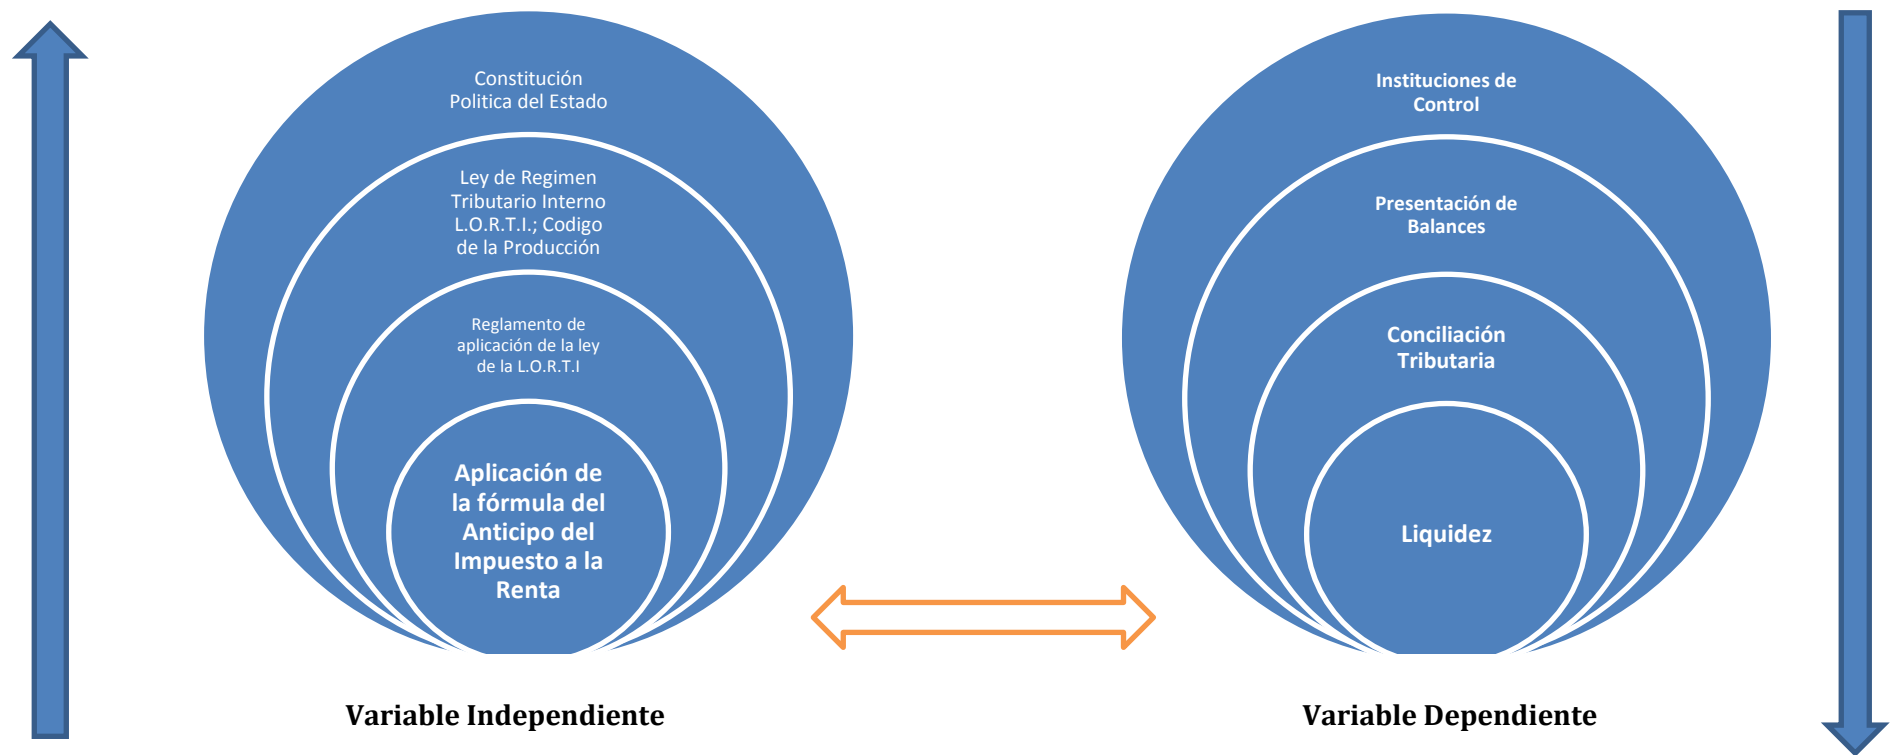 Constitución
Politica del Estado
Ley de Regimen
Tributario Interno
L.O.R.T.I.; Codigo
de la Producción
Reglamento de
aplicación de la ley
de la L.O.R.T.I
Aplicación de
la fórmula del
Anticipo del
Impuesto a la
Renta
Variable Independiente
Instituciones de
Control
Presentación de
Balances
Conciliación
Tributaria
Liquidez
Variable Dependiente